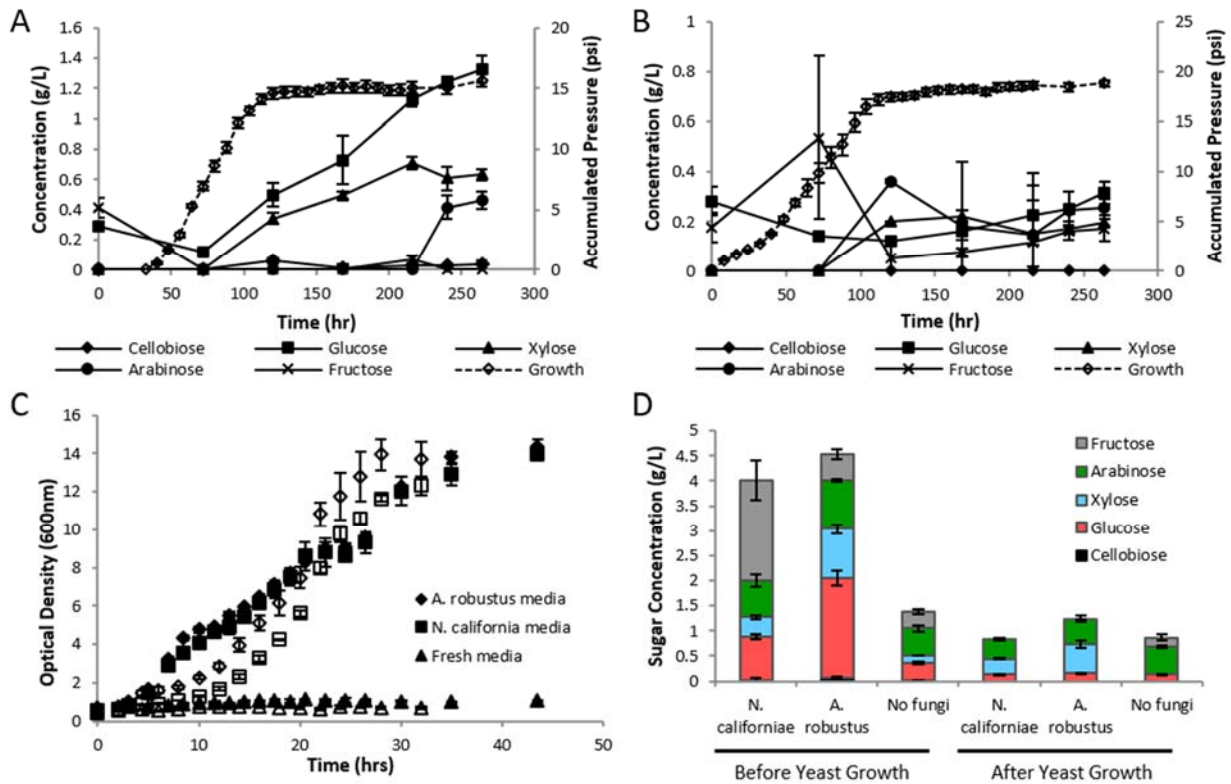 A
Concentration (g/L)
1.6
1.4
1.2
1
0.8
0.6
0.4
0.2
0
20
15
10
5
0
Accumulated Pressure (psi)
0 50 100 150 200 250 300
Time (hr)
Cellobiose Glucose Xylose
Arabinose Fructose Growth
B
Concentration (g/L)
1
0.8
0.6
0.4
0.2
0
25
20
15
10
5
0
Accumulated Pressure (psi)
0 50 100 150 200 250 300
Time (hr)
Cellobiose Glucose Xylose
Arabinose Fructose Growth
C
Optical Density (600nm)
16
14
12
10
8
6
4
2
0
A. robustus media
N. california media
Fresh media
0 10 20 30 40 50
Time (hrs)
D
Sugar Concentration (g/L)
5
4.5
4
3.5
3
2.5
2
1.5
1
0.5
0
Fructose
Arabinose
Xylose
Glucose
Cellobiose
N. californiae
A. robustus
No fungi
N. californiae
A. robustus
No fungi
Before Yeast Growth
After Yeast Growth